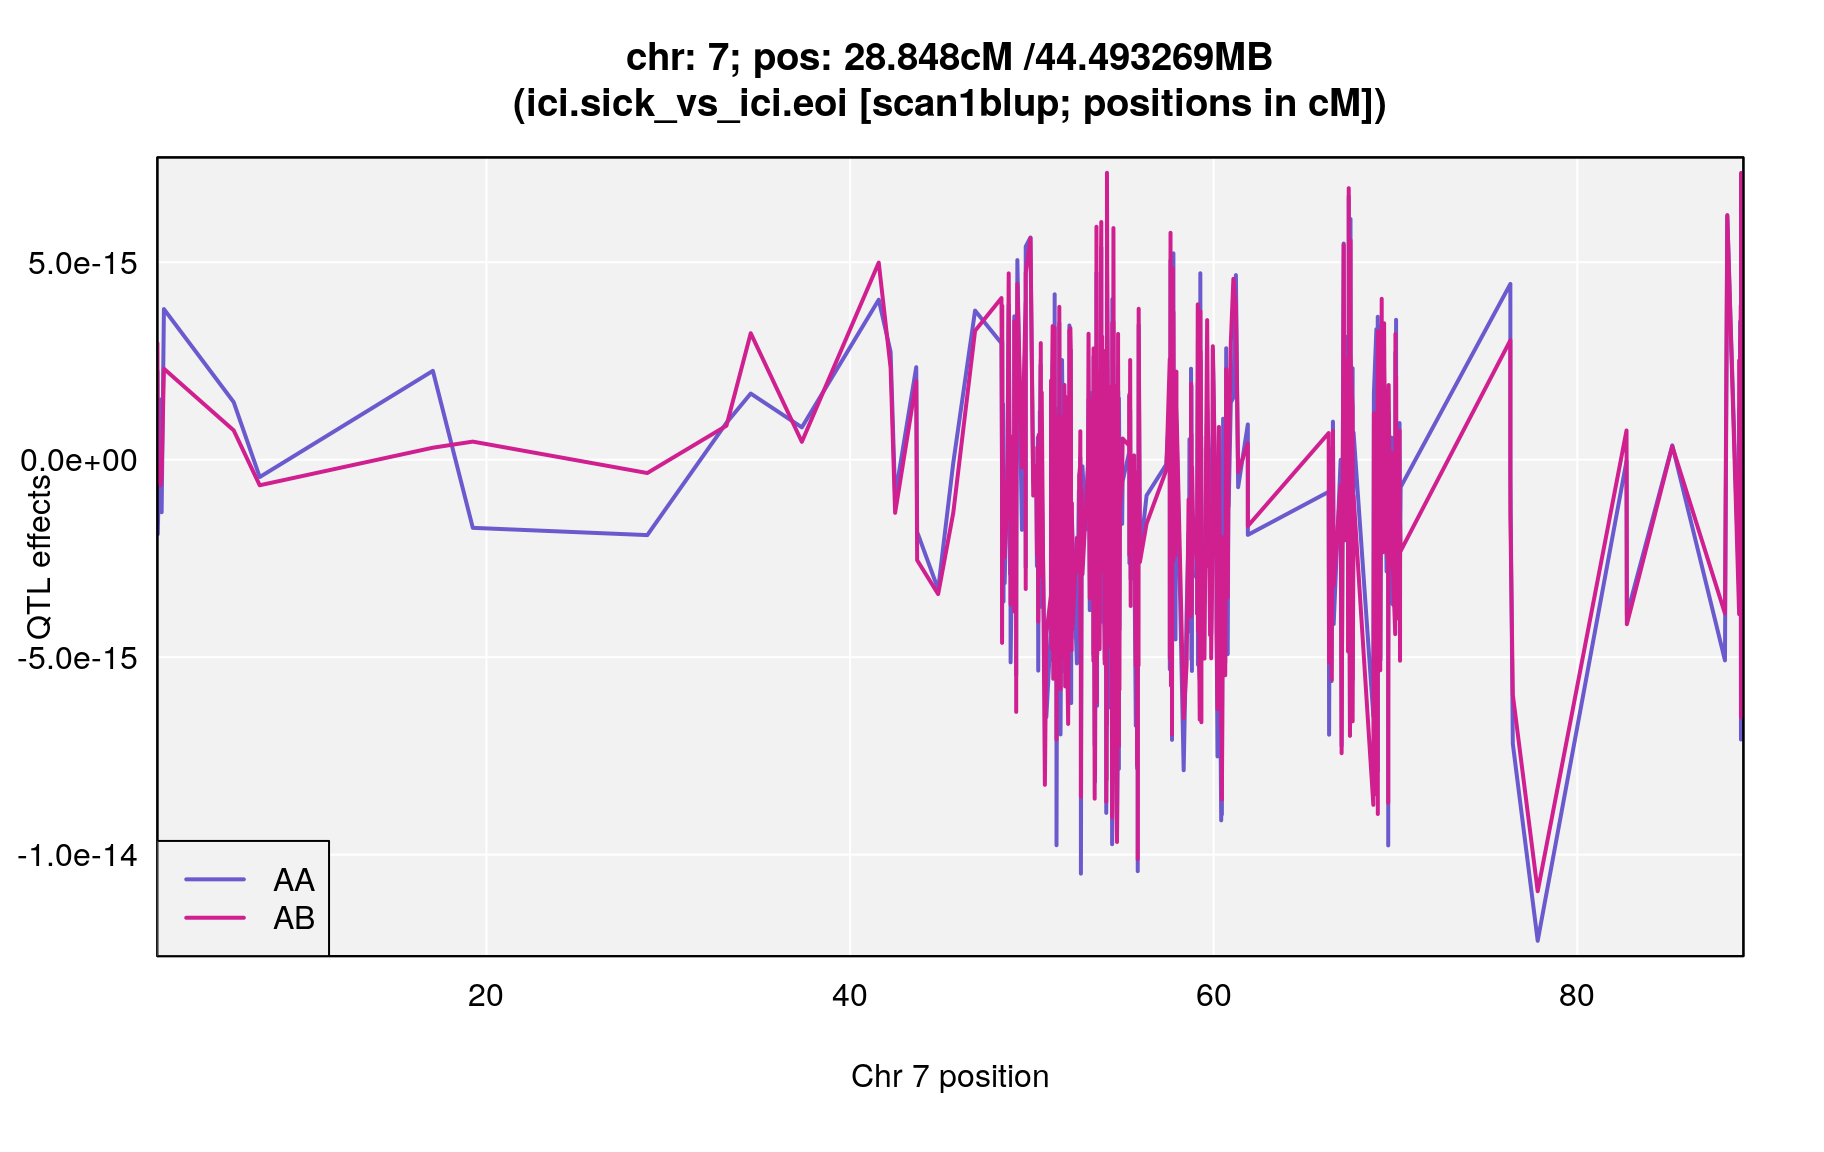 chr: 7; pos: 28.848cM /44.493269MB
(ici.sick_vs_ici.eoi [scan1blup; positions in cM])
QTL effects
5.0e-15
0.0e+00
-5.0e-15
-1.0e-14
AA
AB
20
40
60
80
Chr 7 position